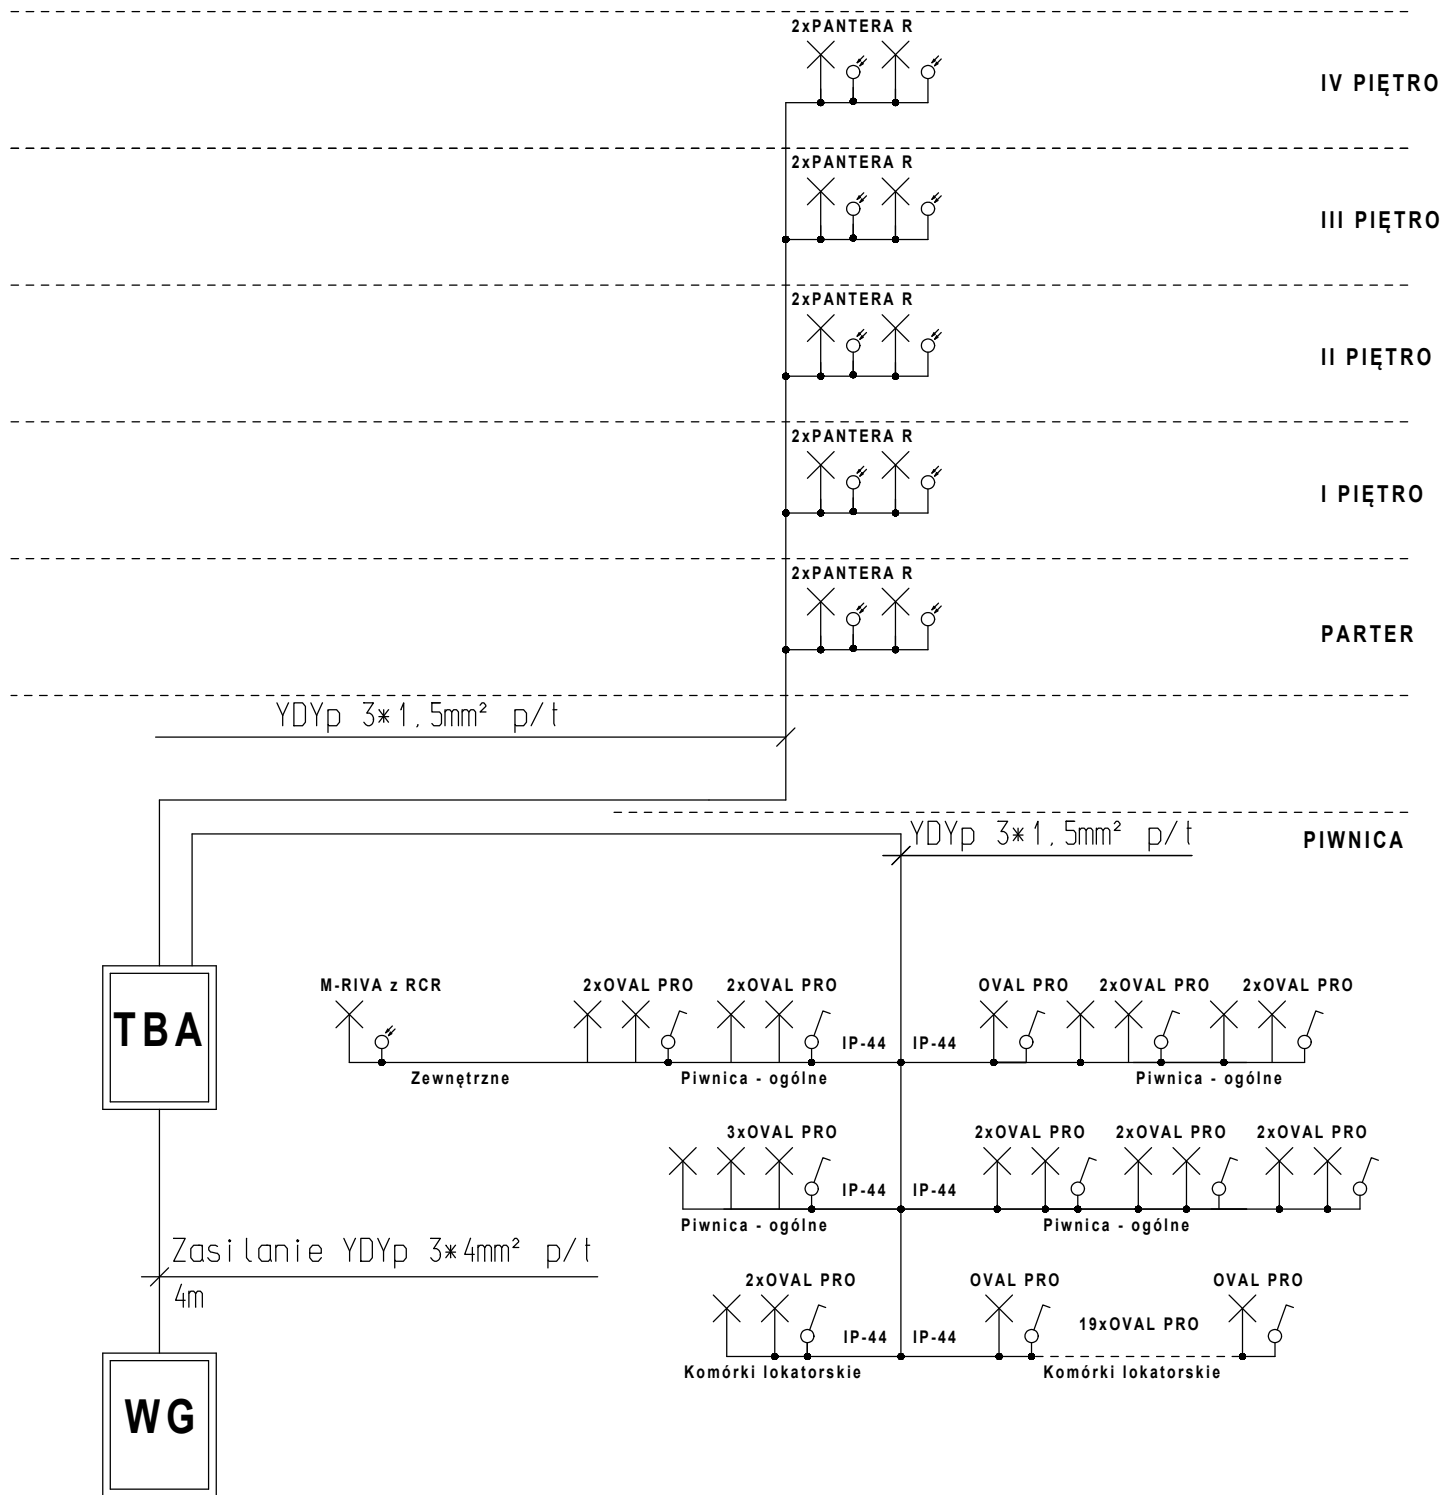 2xPANTERA R
IV PIĘTRO
2xPANTERA R
III PIĘTRO
2xPANTERA R
II PIĘTRO
2xPANTERA R
I PIĘTRO
2xPANTERA R
PARTER
YDYp 3*1,5mm² p/t
YDYp 3*1,5mm² p/t
PIWNICA
TBA
M-RIVA z RCR
2xOVAL PRO
2xOVAL PRO
OVAL PRO
2xOVAL PRO
2xOVAL PRO
IP-44
IP-44
Zewnętrzne
Piwnica - ogólne
Piwnica - ogólne
3xOVAL PRO
2xOVAL PRO
2xOVAL PRO
2xOVAL PRO
IP-44
IP-44
Piwnica - ogólne
Piwnica - ogólne
Zasilanie YDYp 3*4mm² p/t
4m
2xOVAL PRO
OVAL PRO
OVAL PRO
19xOVAL PRO
IP-44
IP-44
Komórki lokatorskie
Komórki lokatorskie
WG